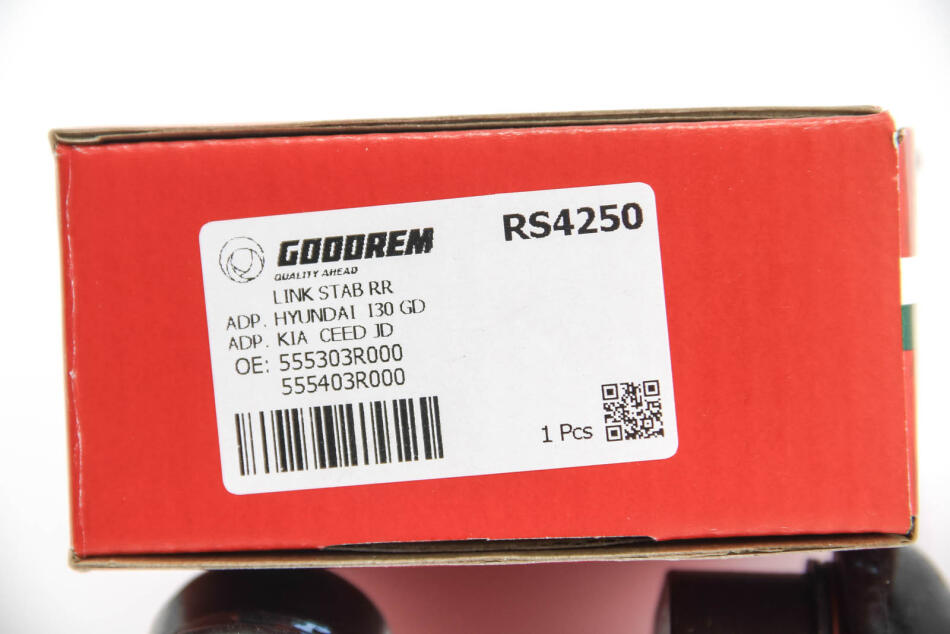 GOODREM
QUALITY AHEAD
RS4250
LINK STAB RR
ADP. HYUNDAI I30 GD
ADP. KIA CEED JD
OE: 555303R000
555403R000
1 Pcs